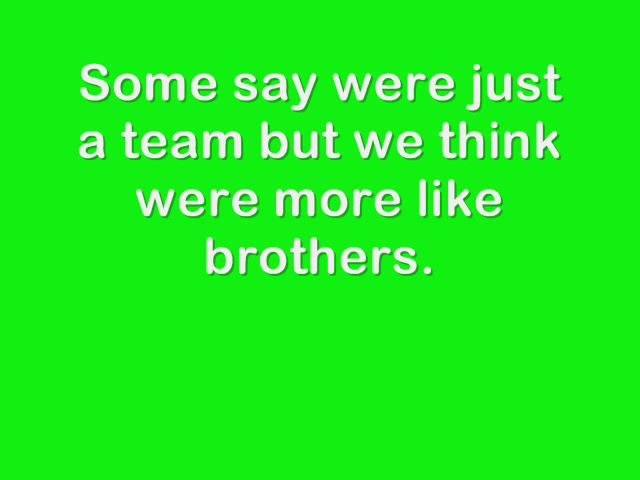 Some say were just
a team but we think
were more like
brothers.